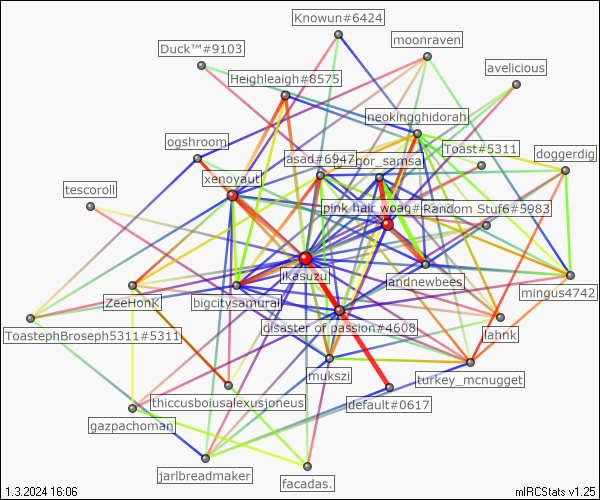 Knowun#6424
Duck™#9103
moonraven
avelicious
Heighleigh#8575
neokingghidorah
ogshroom
Toast#5311
asad#6947
gor_samsa
doggerdig
xenoyaut
tescoroll
pink hair woag#
Random Stuf6#5983
ikasuzu
andnewbees
mingus4742
ZeeHonk
bigcitysamurai
ToastephBroseph5311#5311
disaster of passion#4608
lahnk
mukszi
turkey_mcnugget
thiccusboiusalexusjoneus
default#0617
gazpachoman
jarlbreadmaker
facadas.
1.3.2024 16:06
mIRCStats v1.25